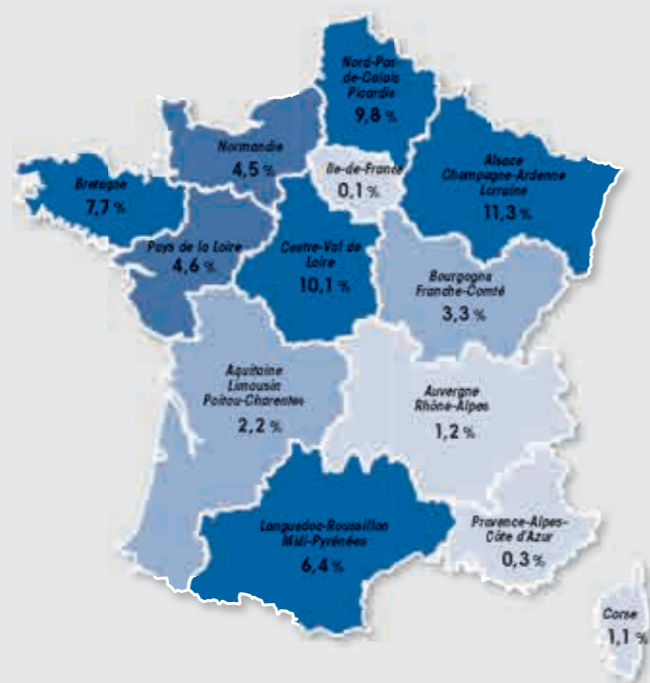 Nord-Pas-
de-Calais
Picardie
9,8 %
Normandie
4,5 %
Ile-de-France
0,1 %
Alsace
Champagne-Ardenne
Lorraine
11,3 %
Bretagne
7,7 %
Pays de la Loire
4,6 %
Centre-Val de
Loire
10,1 %
Bourgogne
Franche-Comté
3,3 %
Aquitaine
Limousin
Poitou-Charentes
2,2 %
Auvergne
Rhône-Alpes
1,2 %
Languedoc-Roussillon
Midi-Pyrénées
6,4 %
Provence-Alpes-
Côte d'Azur
0,3 %
Corse
1,1 %